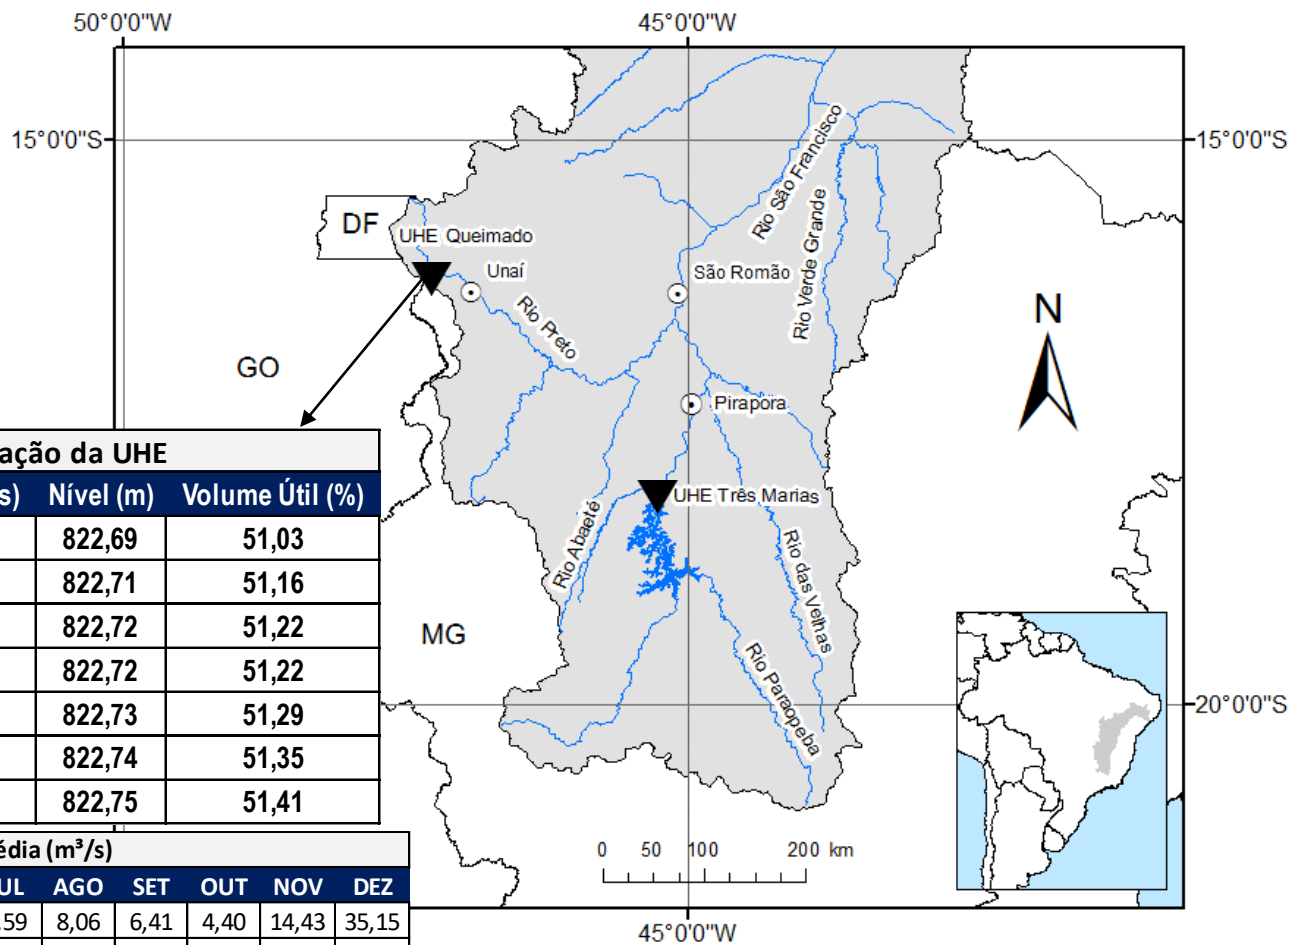 50°0'0"W 45°0'0"W
15°0'0"S 15°0'0"S
Rio São Francisco
DF
UHE Queimado
Rio Verde Grande
Unaí
São Romão
Rio Preto
N
GO
Pirapora
ação da UHE
s) Nível (m) Volume Útil (%)
822,69 51,03
822,71 51,16
822,72 51,22
822,72 51,22
822,73 51,29
822,74 51,35
822,75 51,41
UHE Três Marias
Rio Abaeté
Rio das Velhas
MG
Rio Paraopeba
20°0'0"S
0 50 100 200 km
édia (m³/s)
UL AGO SET OUT NOV DEZ
,59 8,06 6,41 4,40 14,43 35,15
45°0'0"W